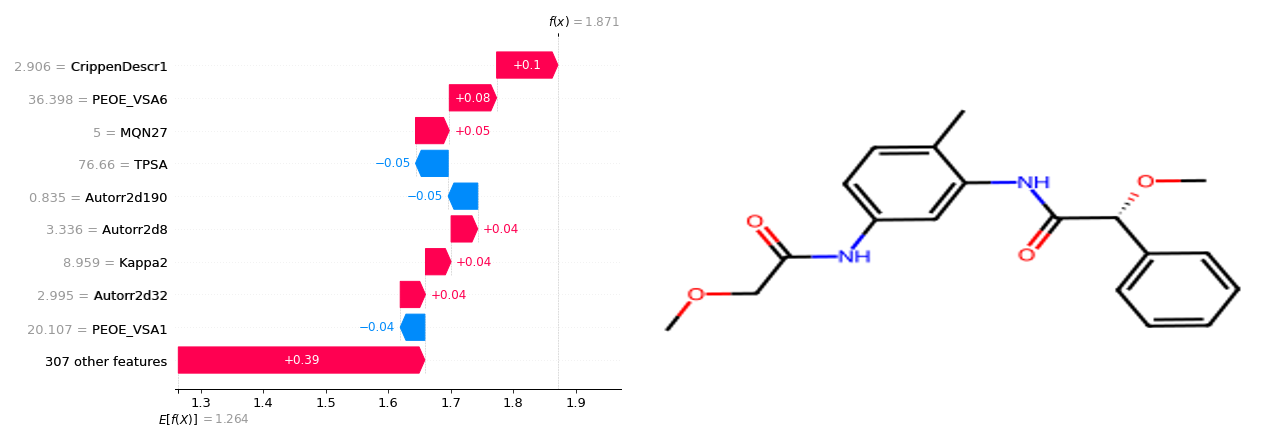 f(x) = 1.871
2.906 = CrippenDescr1
+0.1
36.398 = PEOE_VSA6
+0.08
5 = MQN27
+0.05
76.66 = TPSA
−0.05
0.835 = Autorr2d190
−0.05
3.336 = Autorr2d8
+0.04
8.959 = Kappa2
+0.04
2.995 = Autorr2d32
+0.04
20.107 = PEOE_VSA1
−0.04
307 other features
+0.39
1.3 1.4 1.5 1.6 1.7 1.8 1.9
E[f(X)] = 1.264
NH
O
O
O
NH
O